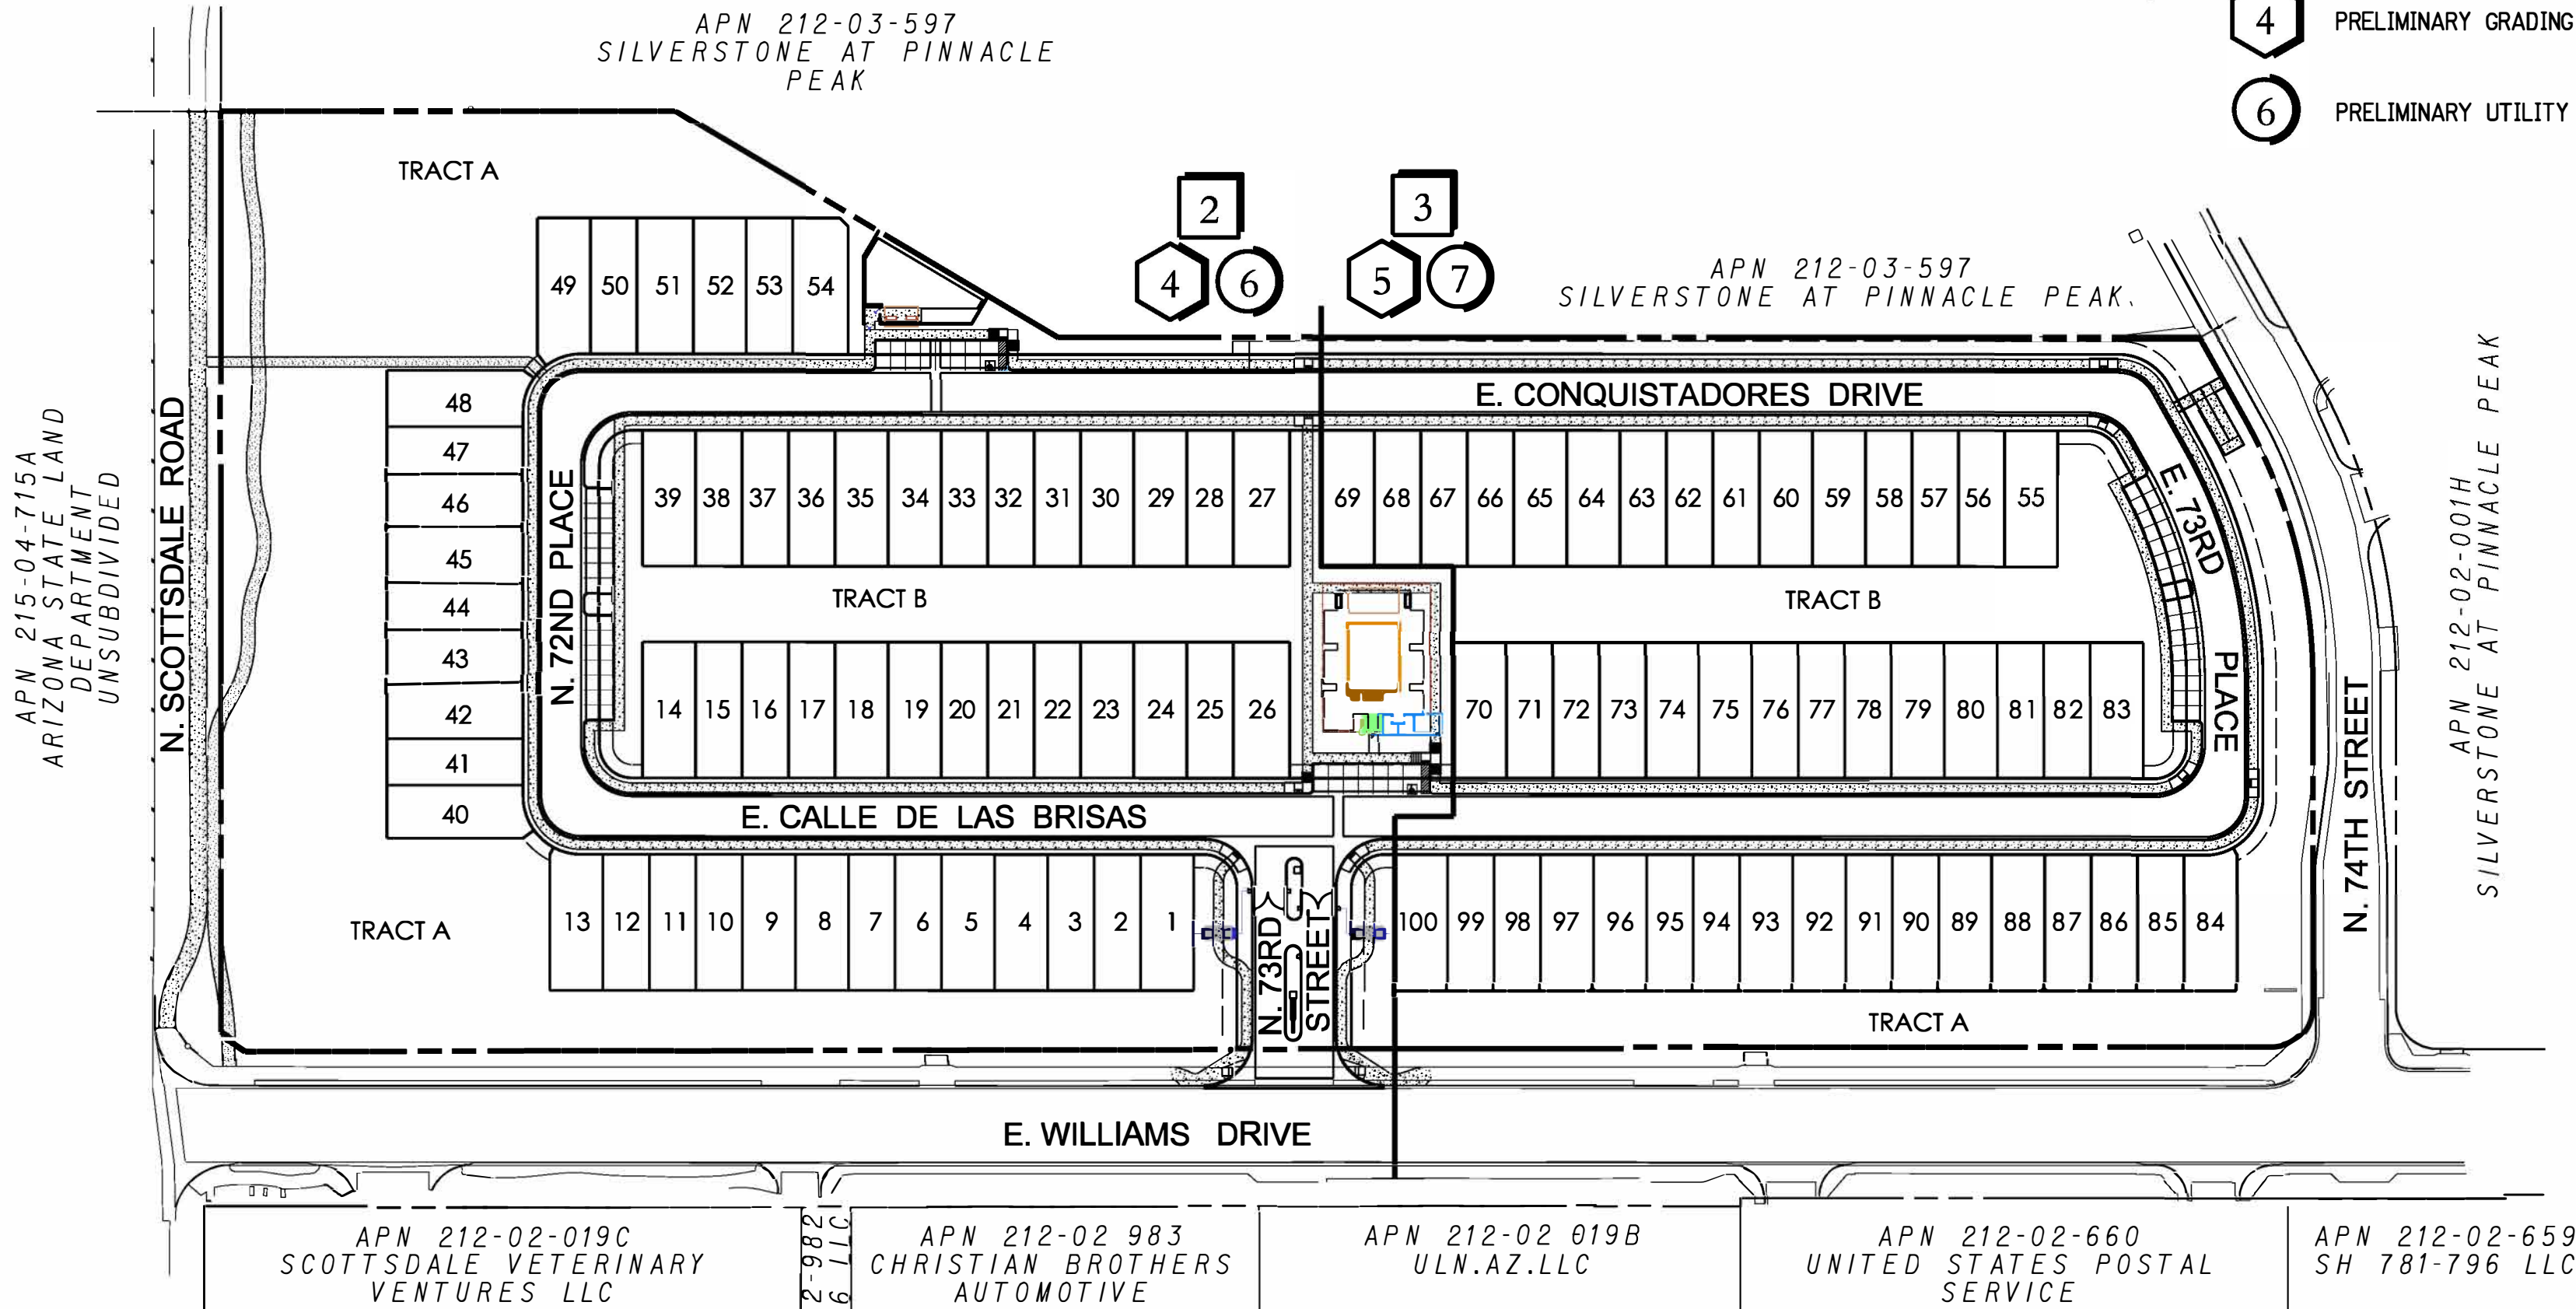 APN 212-03-597
SILVERSTONE AT PINNACLE
PEAK
4
PRELIMINARY GRADING
6
PRELIMINARY UTILITY
TRACT A
2
3
4
6
5
7
APN 212-03-597
SILVERSTONE AT PINNACLE PEAK
49 50 51 52 53 54
E. CONQUISTADORES DRIVE
APN 215-04-715A
ARIZONA STATE LAND
DEPARTMENT
UNSUBDIVIDED
N. SCOTTSDALE ROAD
48
47
46
45
44
43
42
41
40
N. 72ND PLACE
39 38 37 36 35 34 33 32 31 30 29 28 27
69 68 67 66 65 64 63 62 61 60 59 58 57 56 55
E. 73RD
PLACE
TRACT B
TRACT B
14 15 16 17 18 19 20 21 22 23 24 25 26
70 71 72 73 74 75 76 77 78 79 80 81 82 83
N. 74TH STREET
APN 212-02-001H
SILVERSTONE AT PINNACLE PEAK
E. CALLE DE LAS BRISAS
TRACT A
13 12 11 10 9 8 7 6 5 4 3 2 1
N. 73RD
STREET
100 99 98 97 96 95 94 93 92 91 90 89 88 87 86 85 84
TRACT A
E. WILLIAMS DRIVE
APN 212-02-019C
SCOTTSDALE VETERINARY
VENTURES LLC
2-982
6 LLC
APN 212-02 983
CHRISTIAN BROTHERS
AUTOMOTIVE
APN 212-02 019B
ULN.AZ.LLC
APN 212-02-660
UNITED STATES POSTAL
SERVICE
APN 212-02-659
SH 781-796 LLC